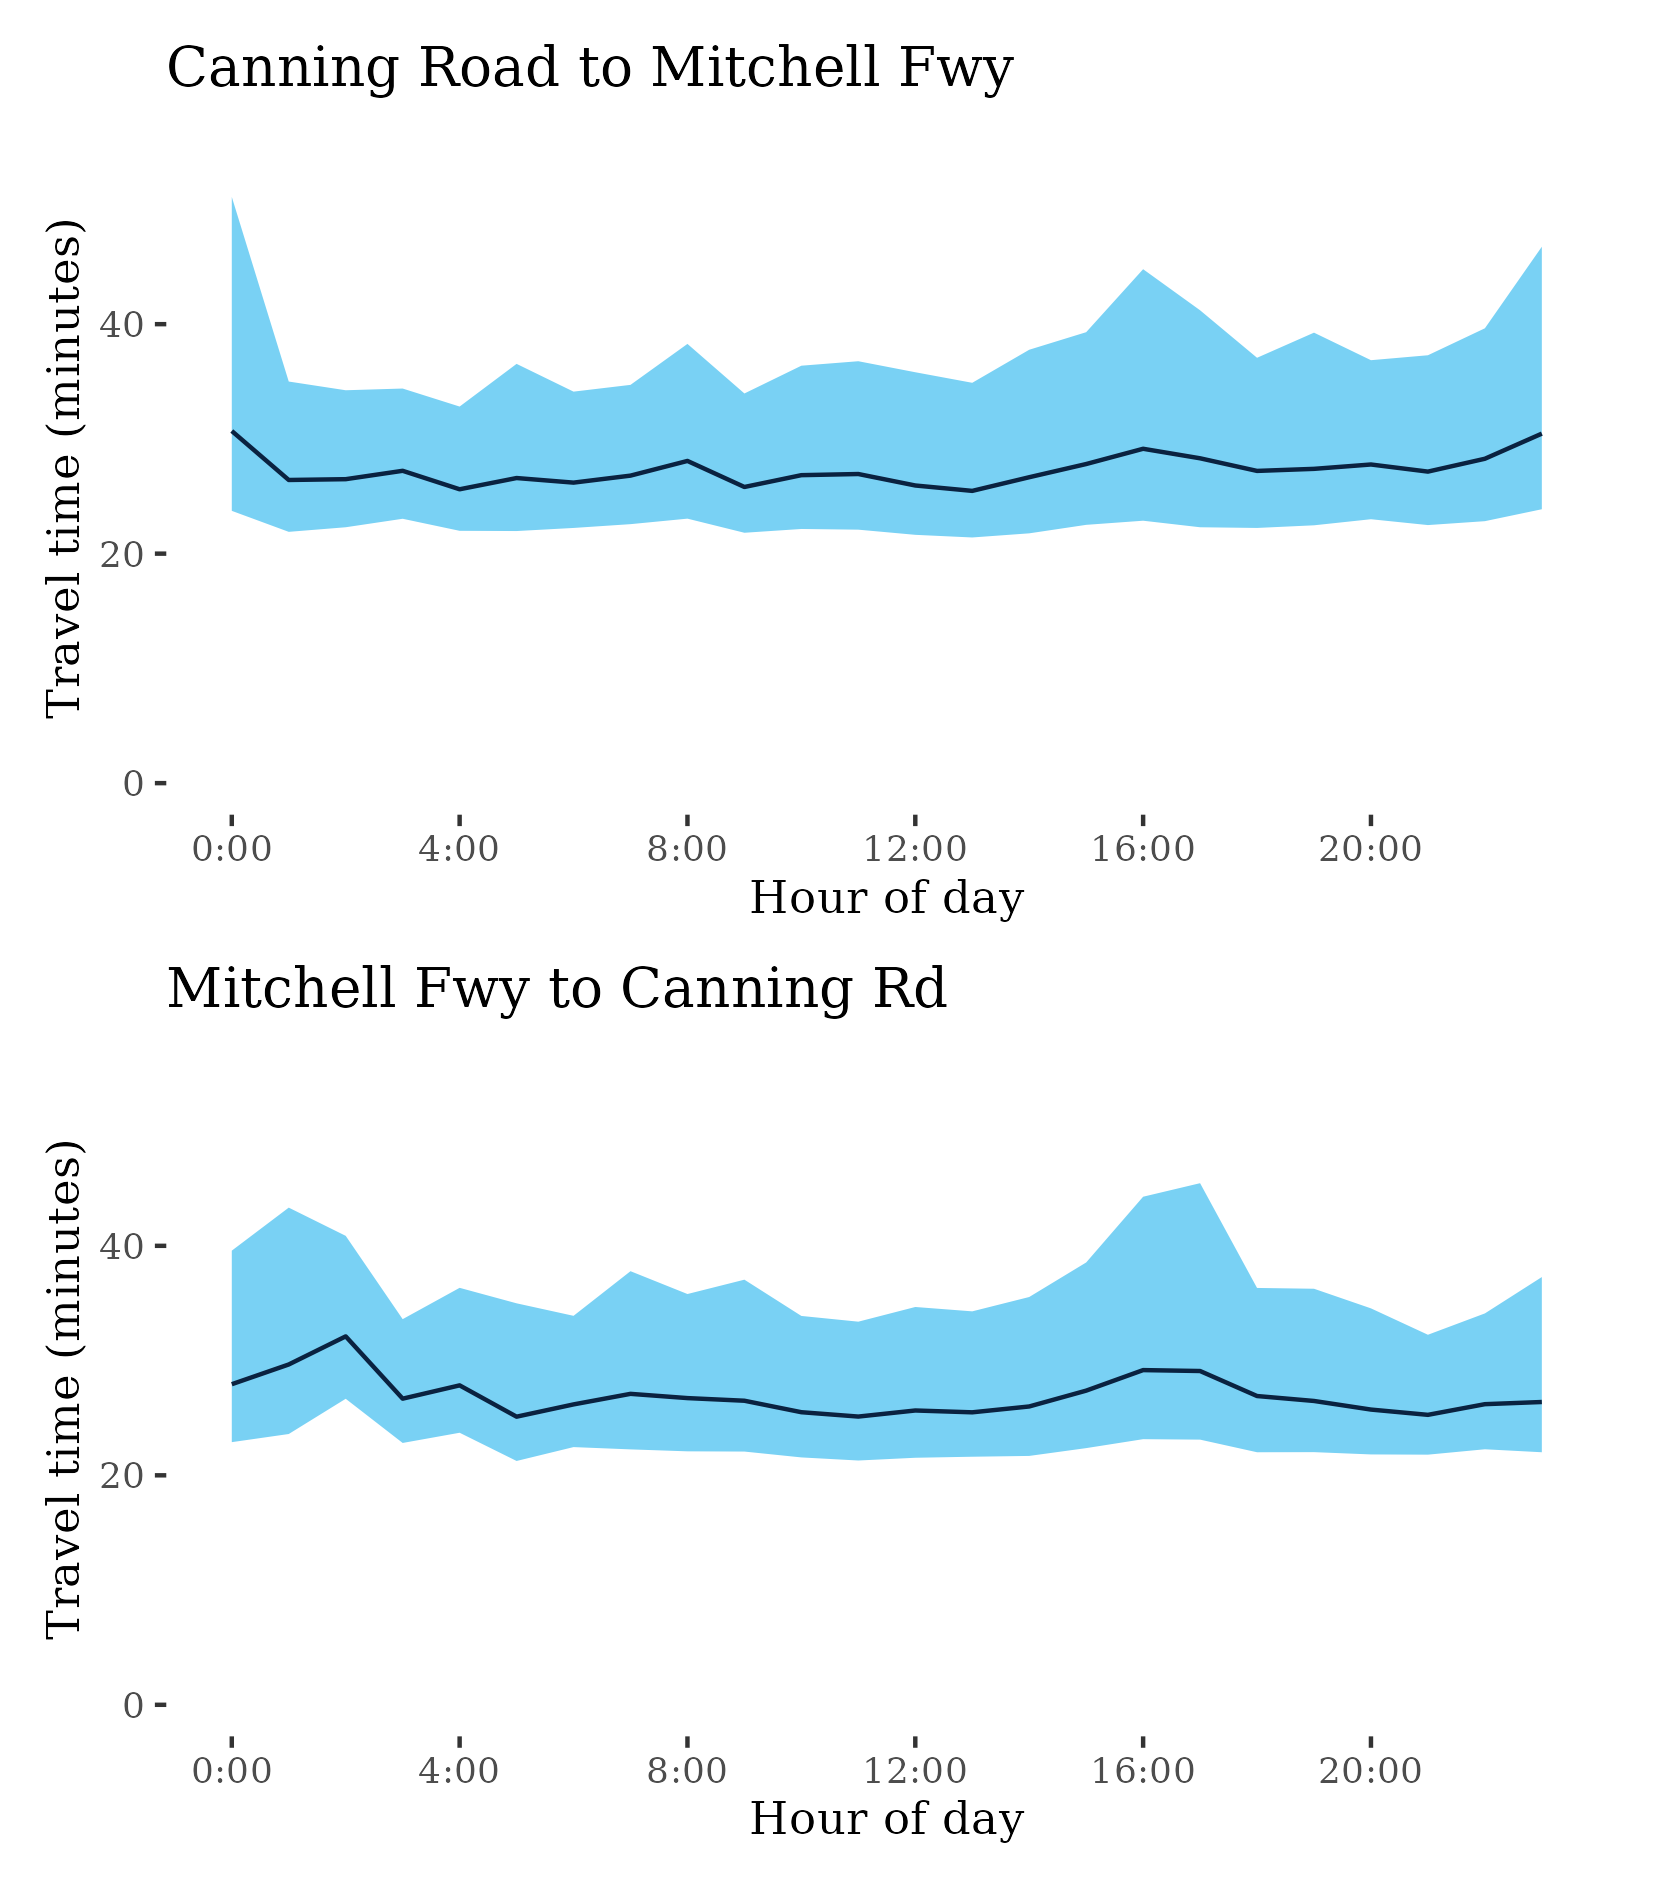 Canning Road to Mitchell Fwy
Travel time (minutes)
40
20
0
0:00 4:00 8:00 12:00 16:00 20:00
Hour of day
Mitchell Fwy to Canning Rd
Travel time (minutes)
40
20
0
0:00 4:00 8:00 12:00 16:00 20:00
Hour of day